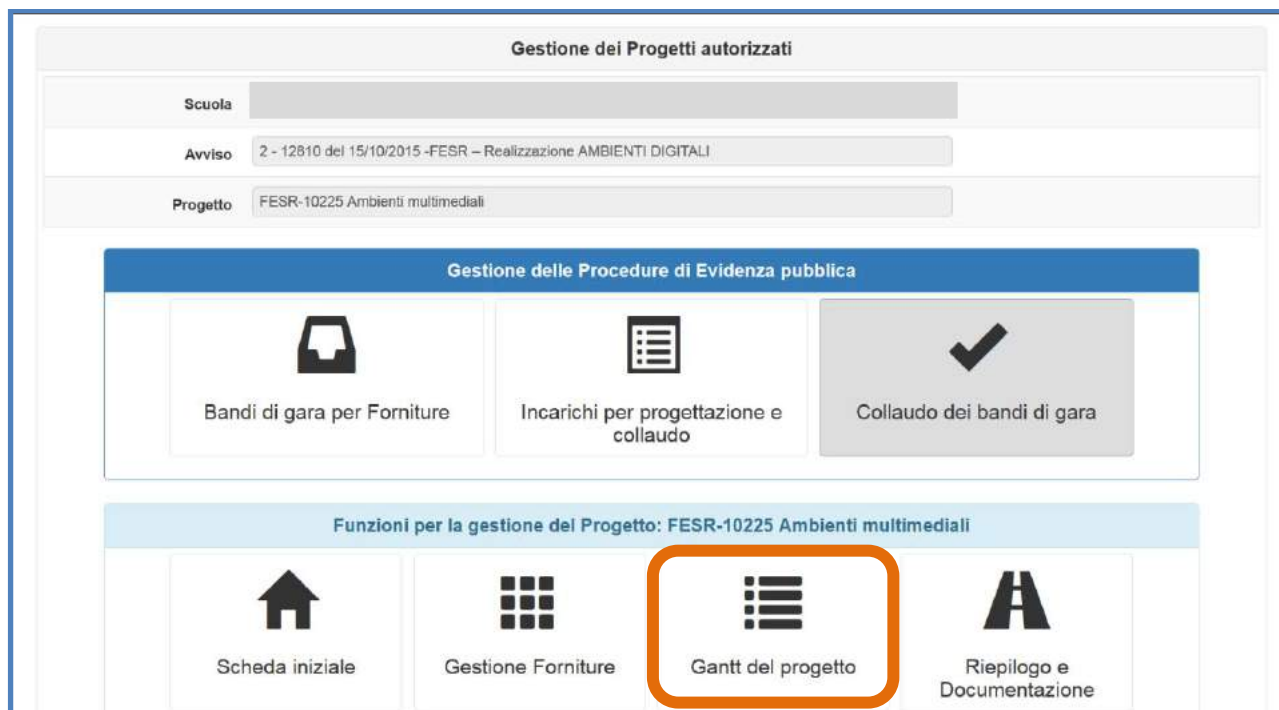 Gestione dei Progetti autorizzati
Scuola
Avviso 2 - 12810 del 15/10/2015 -FESR – Realizzazione AMBIENTI DIGITALI
Progetto FESR-10225 Ambienti multimediali
Gestione delle Procedure di Evidenza pubblica
Bandi di gara per Forniture
Incarichi per progettazione e
collaudo
Collaudo dei bandi di gara
Funzioni per la gestione del Progetto: FESR-10225 Ambienti multimediali
Scheda iniziale
Gestione Forniture
Gantt del progetto
Riepilogo e
Documentazione